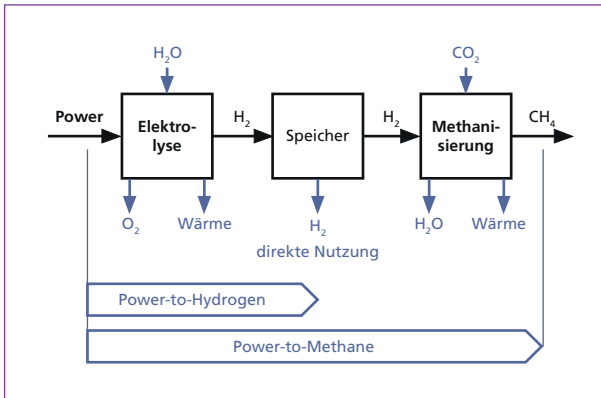 H₂O
CO₂
Power
Elektro-
lyse
H₂
Speicher
H₂
Methani-
sierung
CH₄
O₂
Wärme
H₂
direkte Nutzung
H₂O
Wärme
Power-to-Hydrogen
Power-to-Methane